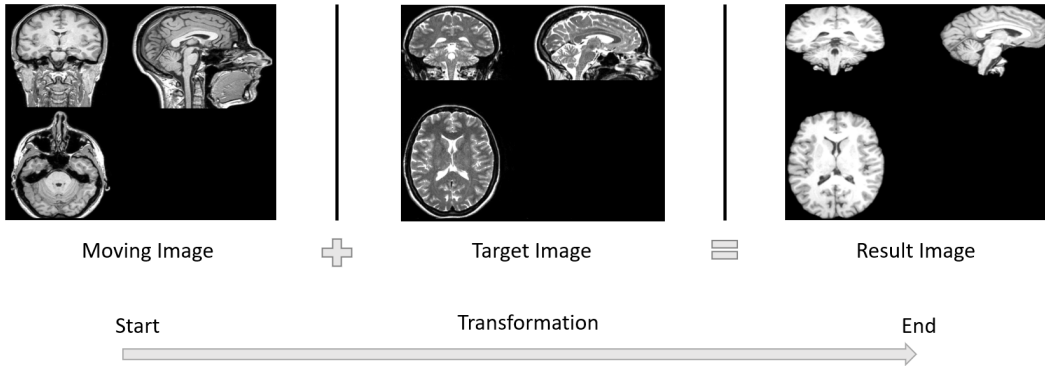 Moving Image
Target Image
Result Image
Start
Transformation
End